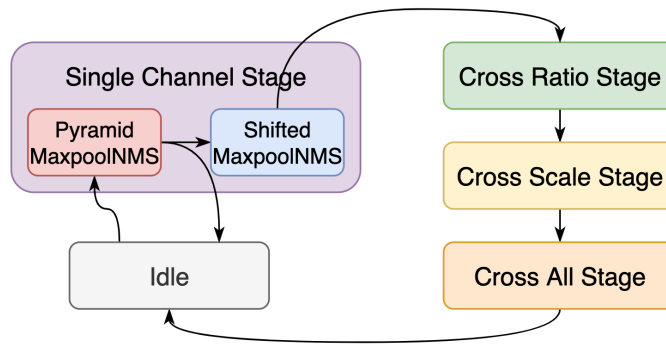 Single Channel Stage
Pyramid
MaxpoolNMS
Shifted
MaxpoolNMS
Idle
Cross Ratio Stage
Cross Scale Stage
Cross All Stage